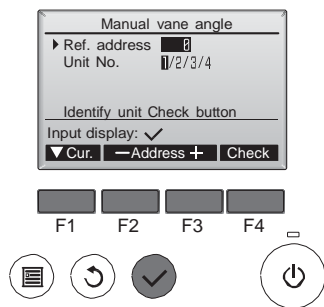 Manual vane angle
Ref. address 0
Unit No. 1/2/3/4
Identify unit Check button
Input display: ✓
▼Cur. −Address + Check
F1 F2 F3 F4